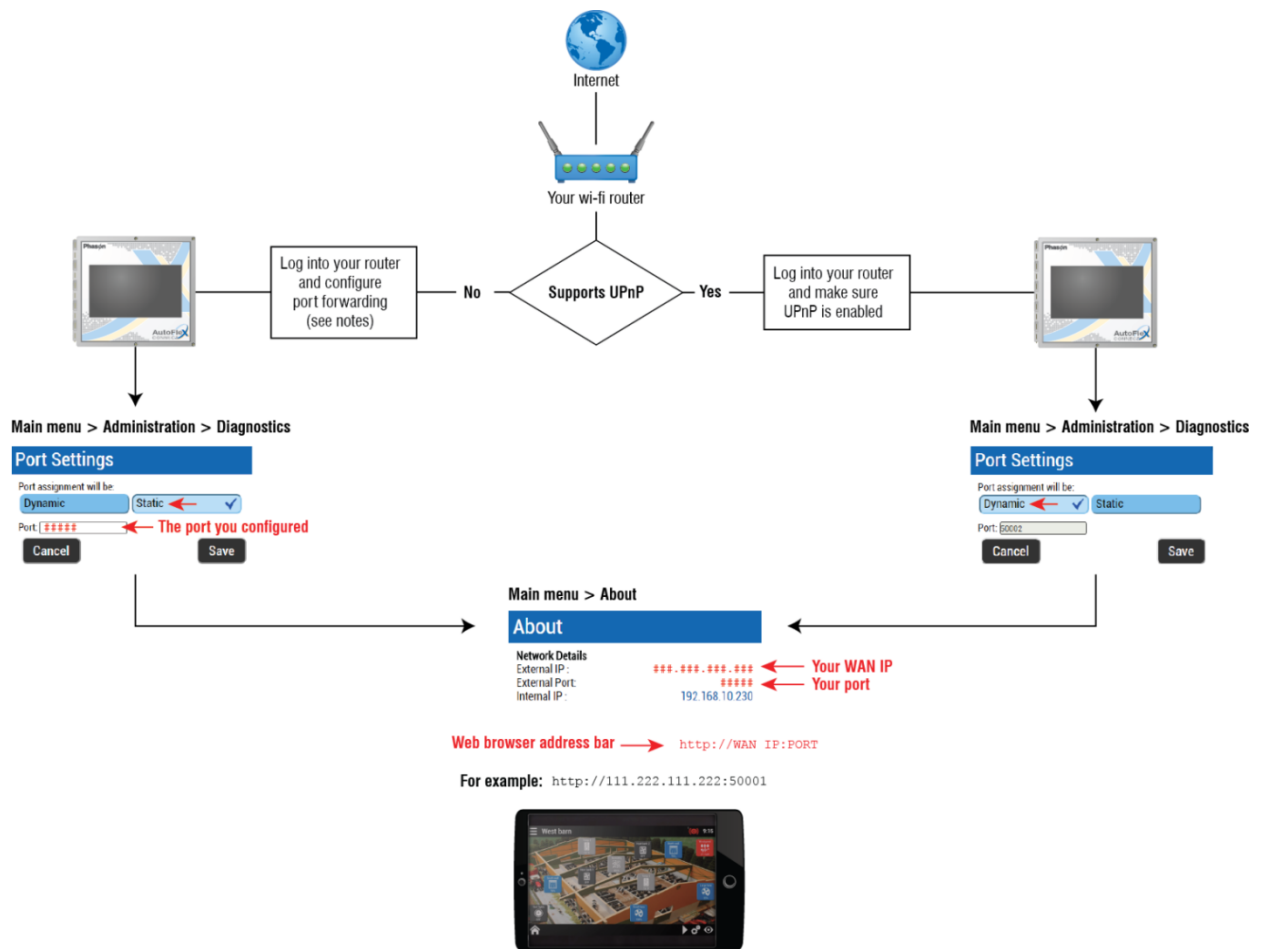 Internet
Your wi-fi router
Supports UPnP
No
Yes
Log into your router
and configure
port forwarding
(see notes)
Log into your router
and make sure
UPnP is enabled
Phason
AutoFlex
Phason
AutoFlex
Main menu > Administration > Diagnostics
Port Settings
Port assignment will be:
Dynamic
Static
Port: #####
The port you configured
Cancel
Save
Main menu > Administration > Diagnostics
Port Settings
Port assignment will be:
Dynamic
Static
Port: 50002
Cancel
Save
Main menu > About
About
Network Details
External IP : ###.###.###.### Your WAN IP
External Port: ##### Your port
Internal IP : 192.168.10.230
Web browser address bar http://WAN IP:PORT
For example: http://111.222.111.222:50001
West barn 9:15